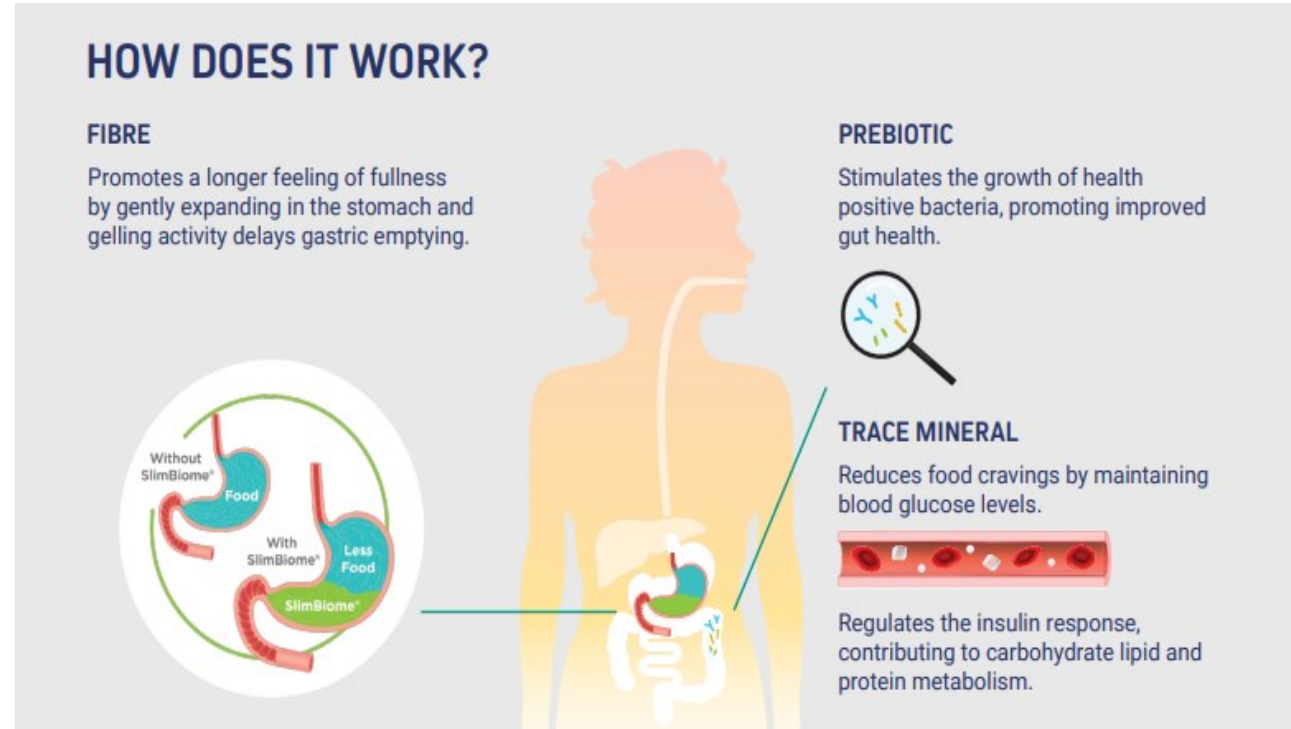 HOW DOES IT WORK?
FIBRE
Promotes a longer feeling of fullness
by gently expanding in the stomach and
gelling activity delays gastric emptying.
Without
SlimBiome®
Food
With
SlimBiome®
Less
Food
SlimBiome®
PREBIOTIC
Stimulates the growth of health
positive bacteria, promoting improved
gut health.
TRACE MINERAL
Reduces food cravings by maintaining
blood glucose levels.
Regulates the insulin response,
contributing to carbohydrate lipid and
protein metabolism.